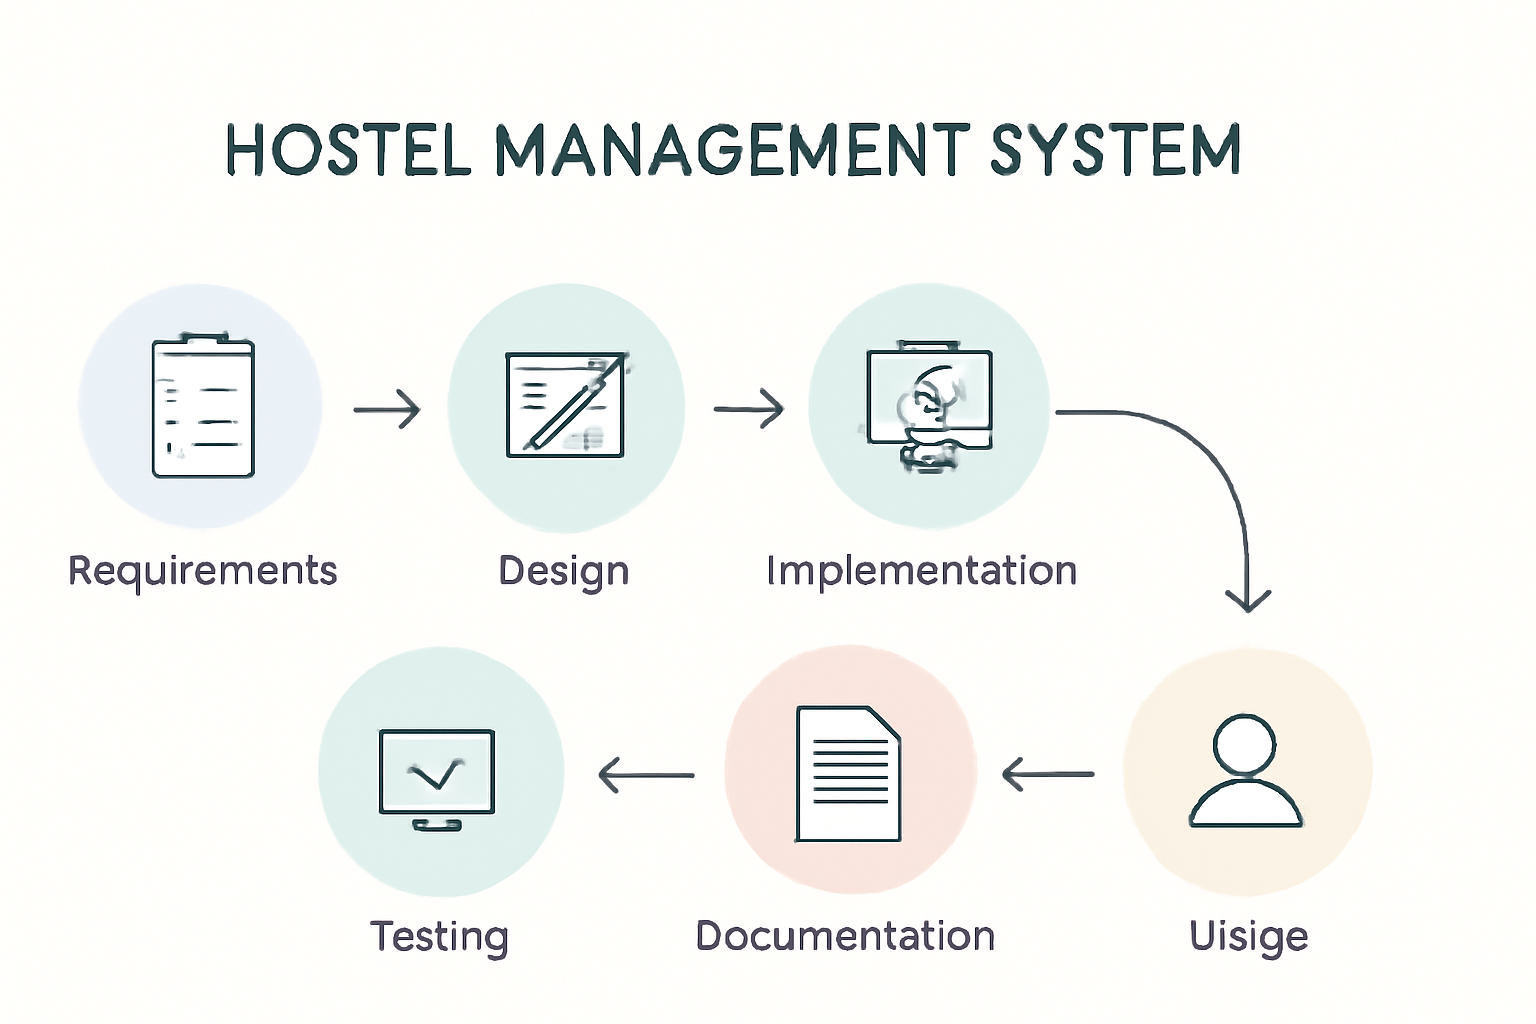 HOSTEL MANAGEMENT SYSTEM
Requirements
Design
Implementation
Testing
Documentation
Uisige